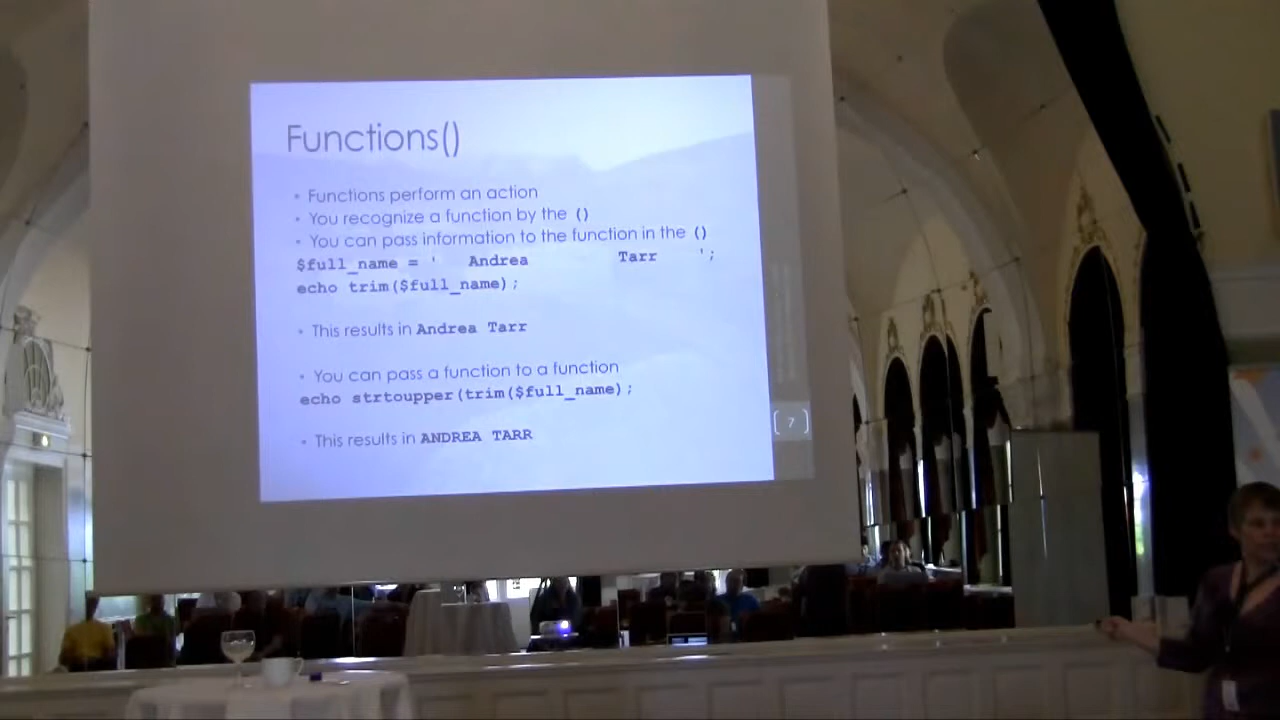 Functions()
• Functions perform an action
• You recognize a function by the ()
• You can pass information to the function in the ()
$full_name = '   Andrea          Tarr     ';
echo trim($full_name);
• This results in Andrea Tarr
• You can pass a function to a function
echo strtoupper(trim($full_name);
• This results in ANDREA TARR
7